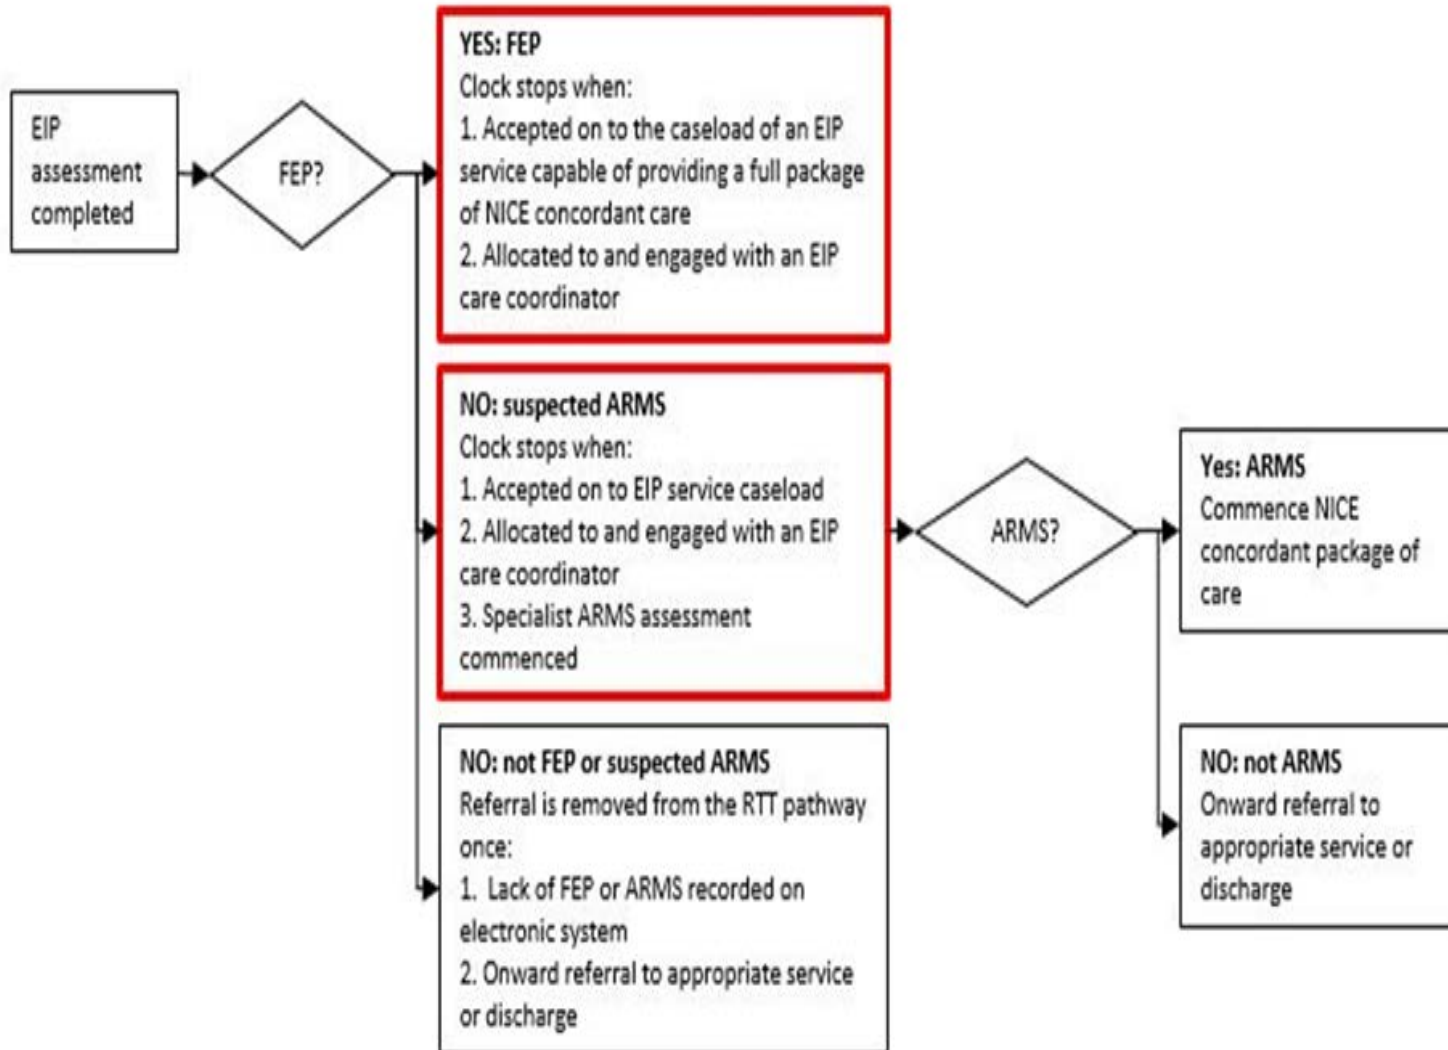 EIP
assessment
completed
FEP?
YES: FEP
Clock stops when:
1. Accepted on to the caseload of an EIP
service capable of providing a full package
of NICE concordant care
2. Allocated to and engaged with an EIP
care coordinator
NO: suspected ARMS
Clock stops when:
1. Accepted on to EIP service caseload
2. Allocated to and engaged with an EIP
care coordinator
3. Specialist ARMS assessment
commenced
ARMS?
Yes: ARMS
Commence NICE
concordant package of
care
NO: not ARMS
Onward referral to
appropriate service or
discharge
NO: not FEP or suspected ARMS
Referral is removed from the RTT pathway
once:
1. Lack of FEP or ARMS recorded on
electronic system
2. Onward referral to appropriate service
or discharge